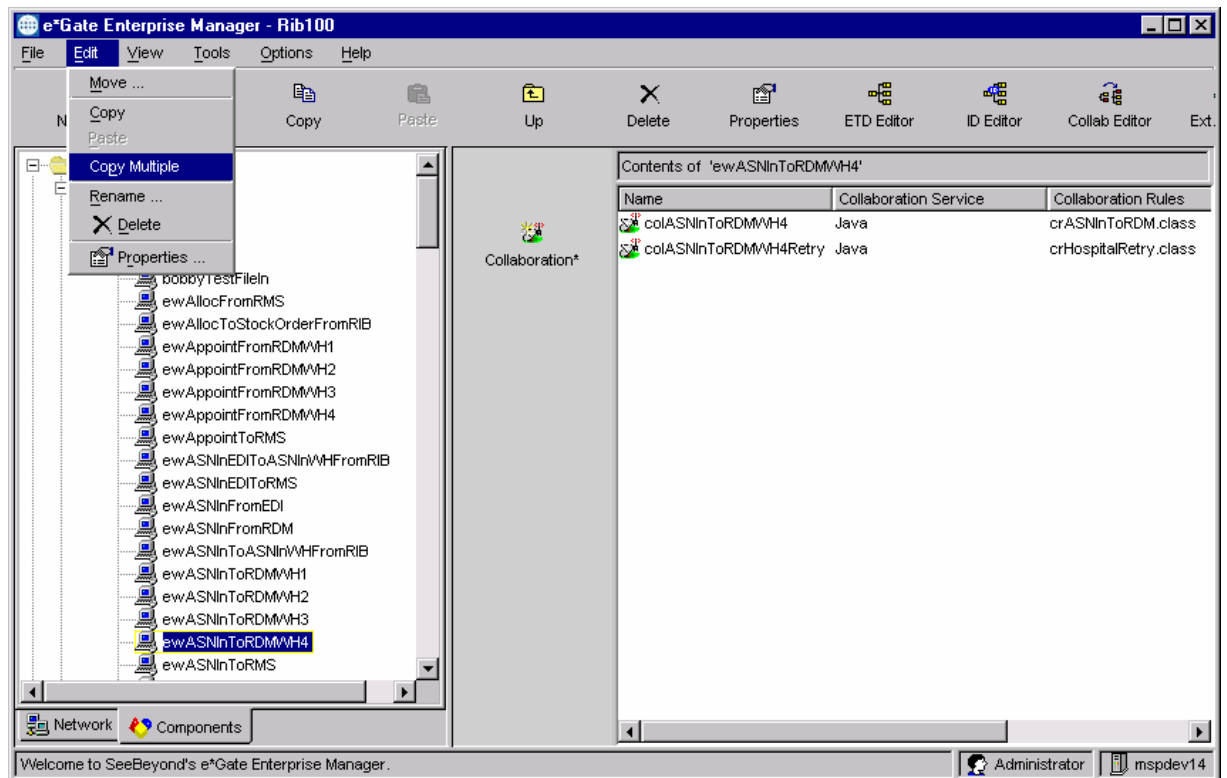 e*Gate Enterprise Manager - Rib100
File Edit View Tools Options Help
Move ...
Copy
Paste
Copy Multiple
Rename ...
Delete
Properties ...
N
Copy
Paste
Up
Delete
Properties
ETD Editor
ID Editor
Collab Editor
Ext.
bobbyTestFileIn
ewAllocFromRMS
ewAllocToStockOrderFromRIB
ewAppointFromRDMWH1
ewAppointFromRDMWH2
ewAppointFromRDMWH3
ewAppointFromRDMWH4
ewAppointToRMS
ewASNInEDIToASNInWHFromRIB
ewASNInEDIToRMS
ewASNInFromEDI
ewASNInFromRDM
ewASNInToASNInWHFromRIB
ewASNInToRDMWH1
ewASNInToRDMWH2
ewASNInToRDMWH3
ewASNInToRDMWH4
ewASNInToRMS
Network Components
Collaboration*
Contents of 'ewASNInToRDMWH4'
Name Collaboration Service Collaboration Rules
colASNInToRDMWH4 Java crASNInToRDM.class
colASNInToRDMWH4Retry Java crHospitalRetry.class
Welcome to SeeBeyond's e*Gate Enterprise Manager.
Administrator
mspdev14